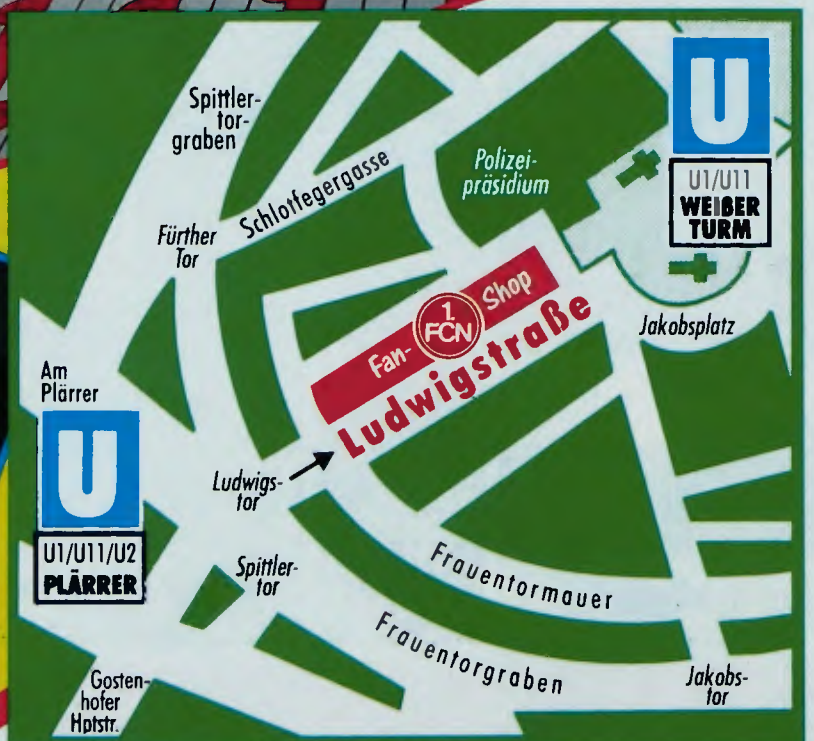 Spittler-
tor-
graben
U
U1/U11
WEIßER
TURM
Polizei-
präsidium
Schlotfegergasse
Fürther
Tor
Fan-
1.
FCN
Shop
Ludwigstraße
Jakobsplatz
Am
Plärrer
U
U1/U11/U2
PLÄRRER
Ludwigs-
tor
Spittler-
tor
Frauentormauer
Frauentorgraben
Gosten-
hofer
Hptstr.
Jakobs-
tor